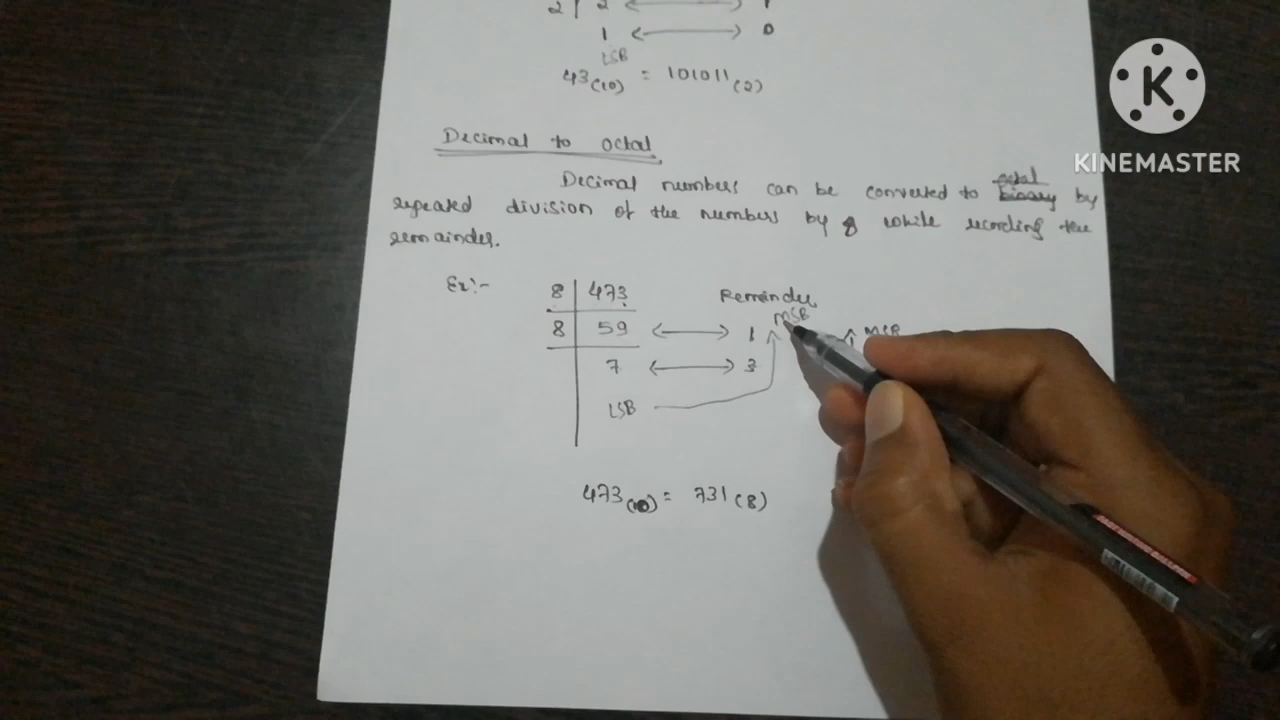 2 2 1
1 0
LSB
43(10) = 101011(2)
Decimal to octal
Decimal numbers can be converted to octal binary by
repeated division of the numbers by 8 while recording the
remainder.
Ex:-
8 473 Reminder
MSB
8 59 1 MSB
7 3
LSB
473(10) = 731(8)
K
KINEMASTER